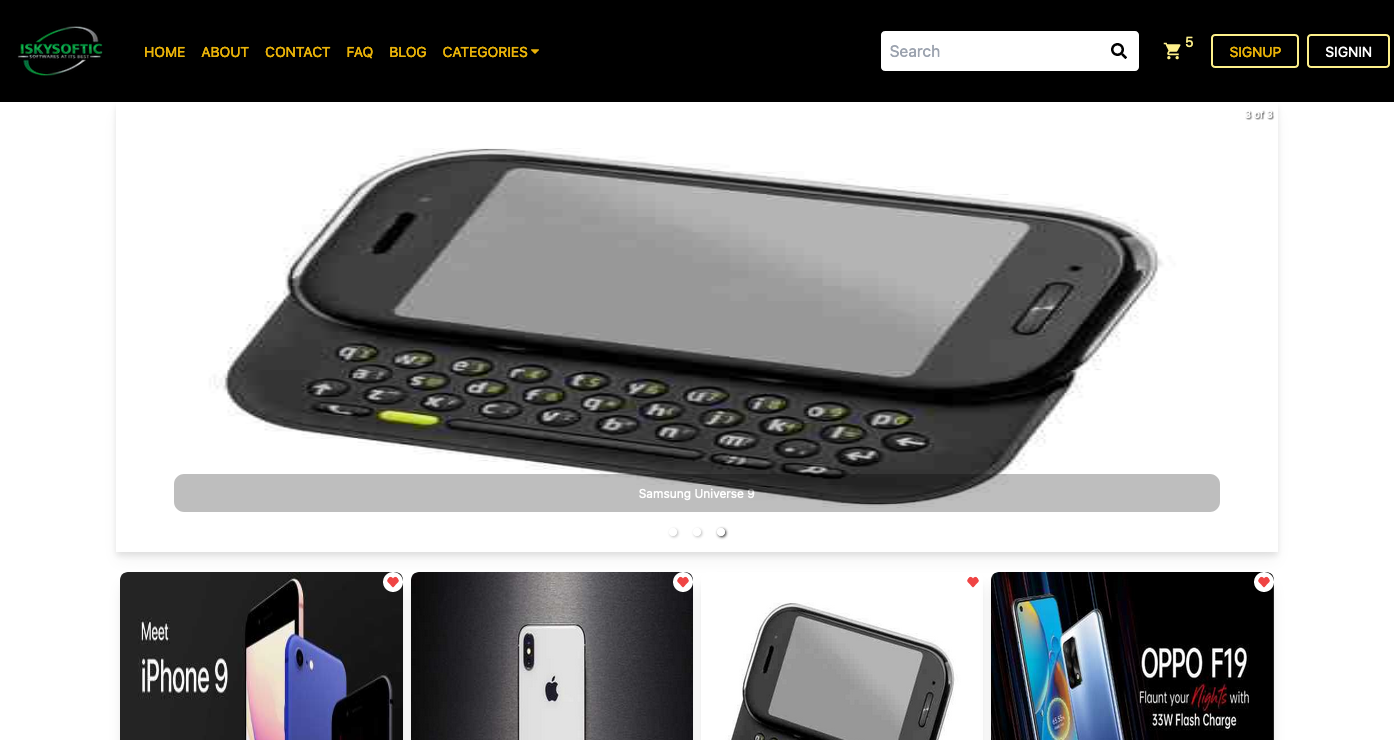 ISKYSOFTIC
SOFTWARES AT ITS BEST
HOME ABOUT CONTACT FAQ BLOG CATEGORIES
Search
5
SIGNUP
SIGNIN
3 of 3
q w e r t y u i o p
a s d f g h j k l
z x c v b n m
Samsung Universe 9
Meet
iPhone 9
OPPO F19
Flaunt your Nights with
33W Flash Charge